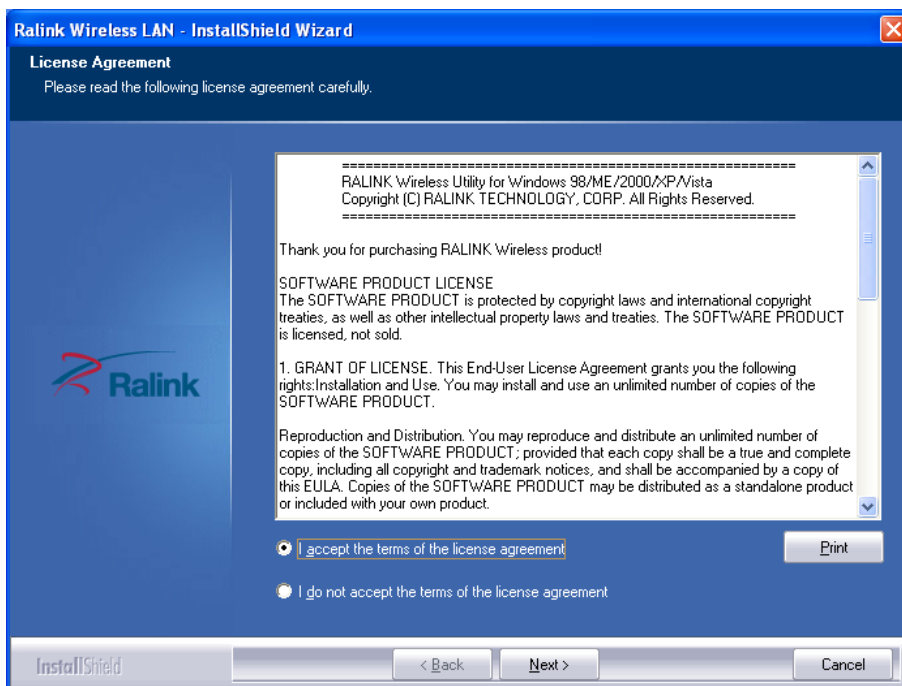 Ralink Wireless LAN - InstallShield Wizard
License Agreement
Please read the following license agreement carefully.
==========================================================
RALINK Wireless Utility for Windows 98/ME/2000/XP/Vista
Copyright (C) RALINK TECHNOLOGY, CORP. All Rights Reserved.
==========================================================
Thank you for purchasing RALINK Wireless product!
SOFTWARE PRODUCT LICENSE
The SOFTWARE PRODUCT is protected by copyright laws and international copyright
treaties, as well as other intellectual property laws and treaties. The SOFTWARE PRODUCT
is licensed, not sold.
1. GRANT OF LICENSE. This End-User License Agreement grants you the following
rights:Installation and Use. You may install and use an unlimited number of copies of the
SOFTWARE PRODUCT.
Reproduction and Distribution. You may reproduce and distribute an unlimited number of
copies of the SOFTWARE PRODUCT; provided that each copy shall be a true and complete
copy, including all copyright and trademark notices, and shall be accompanied by a copy of
this EULA. Copies of the SOFTWARE PRODUCT may be distributed as a standalone product
or included with your own product.
Ralink
I accept the terms of the license agreement
Print
I do not accept the terms of the license agreement
InstallShield
< Back
Next >
Cancel